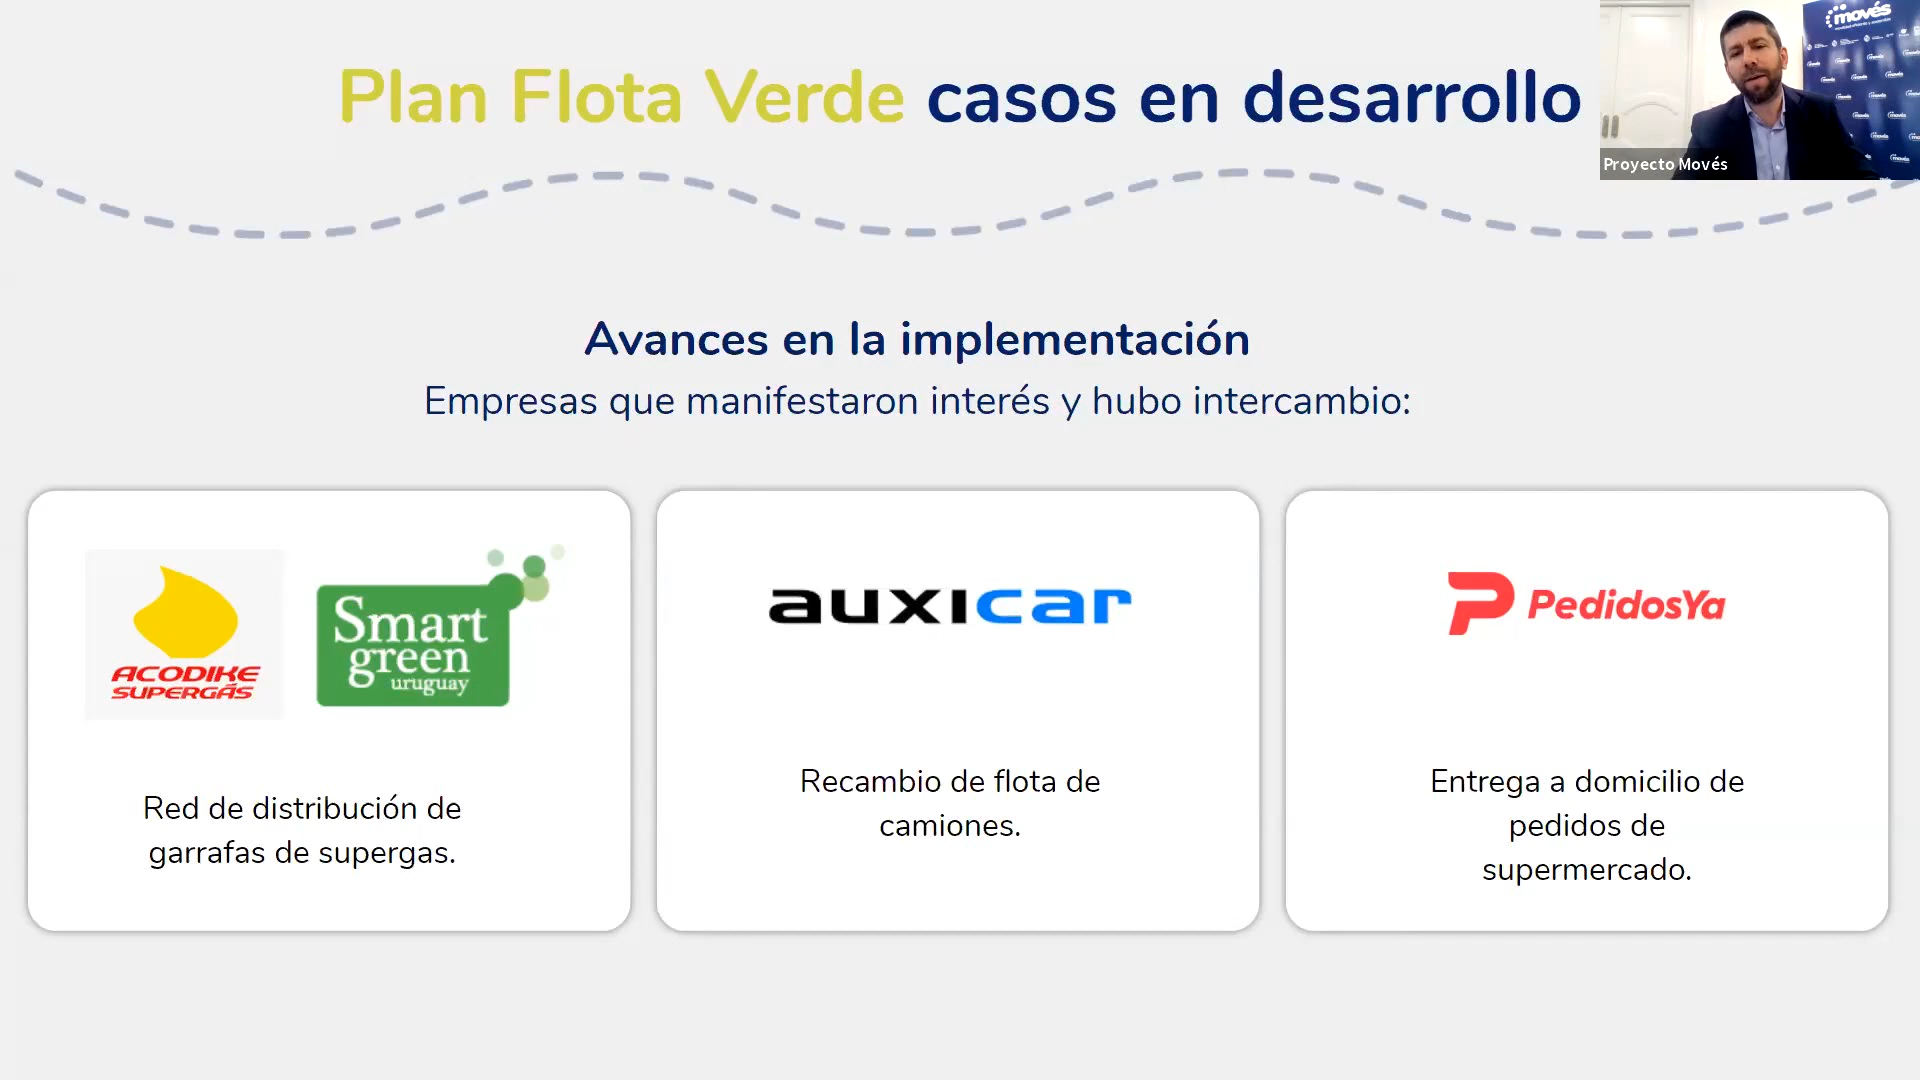 Plan Flota Verde casos en desarrollo
movés
Proyecto Movés
Avances en la implementación
Empresas que manifestaron interés y hubo intercambio:
ACODIKE
SUPERGÁS
Smart
green
uruguay
Red de distribución de
garrafas de supergas.
auxicar
Recambio de flota de
camiones.
PedidosYa
Entrega a domicilio de
pedidos de
supermercado.